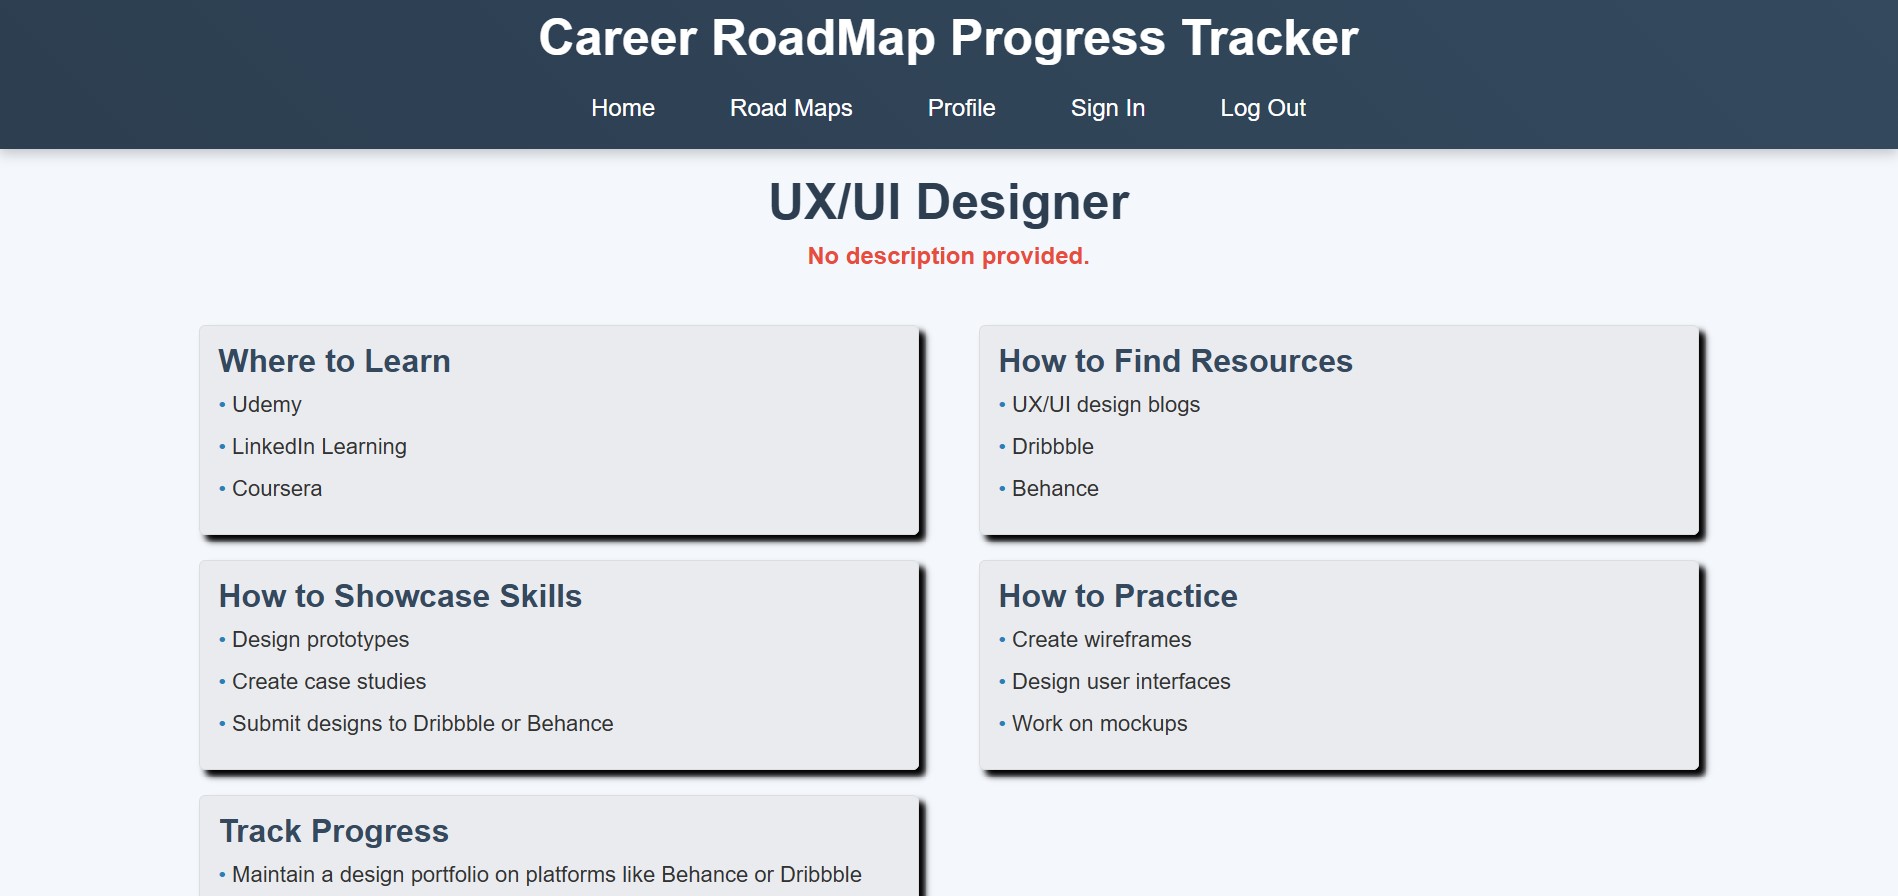 Career RoadMap Progress Tracker
Home Road Maps Profile Sign In Log Out
UX/UI Designer
No description provided.
Where to Learn
• Udemy
• LinkedIn Learning
• Coursera
How to Find Resources
• UX/UI design blogs
• Dribbble
• Behance
How to Showcase Skills
• Design prototypes
• Create case studies
• Submit designs to Dribbble or Behance
How to Practice
• Create wireframes
• Design user interfaces
• Work on mockups
Track Progress
• Maintain a design portfolio on platforms like Behance or Dribbble